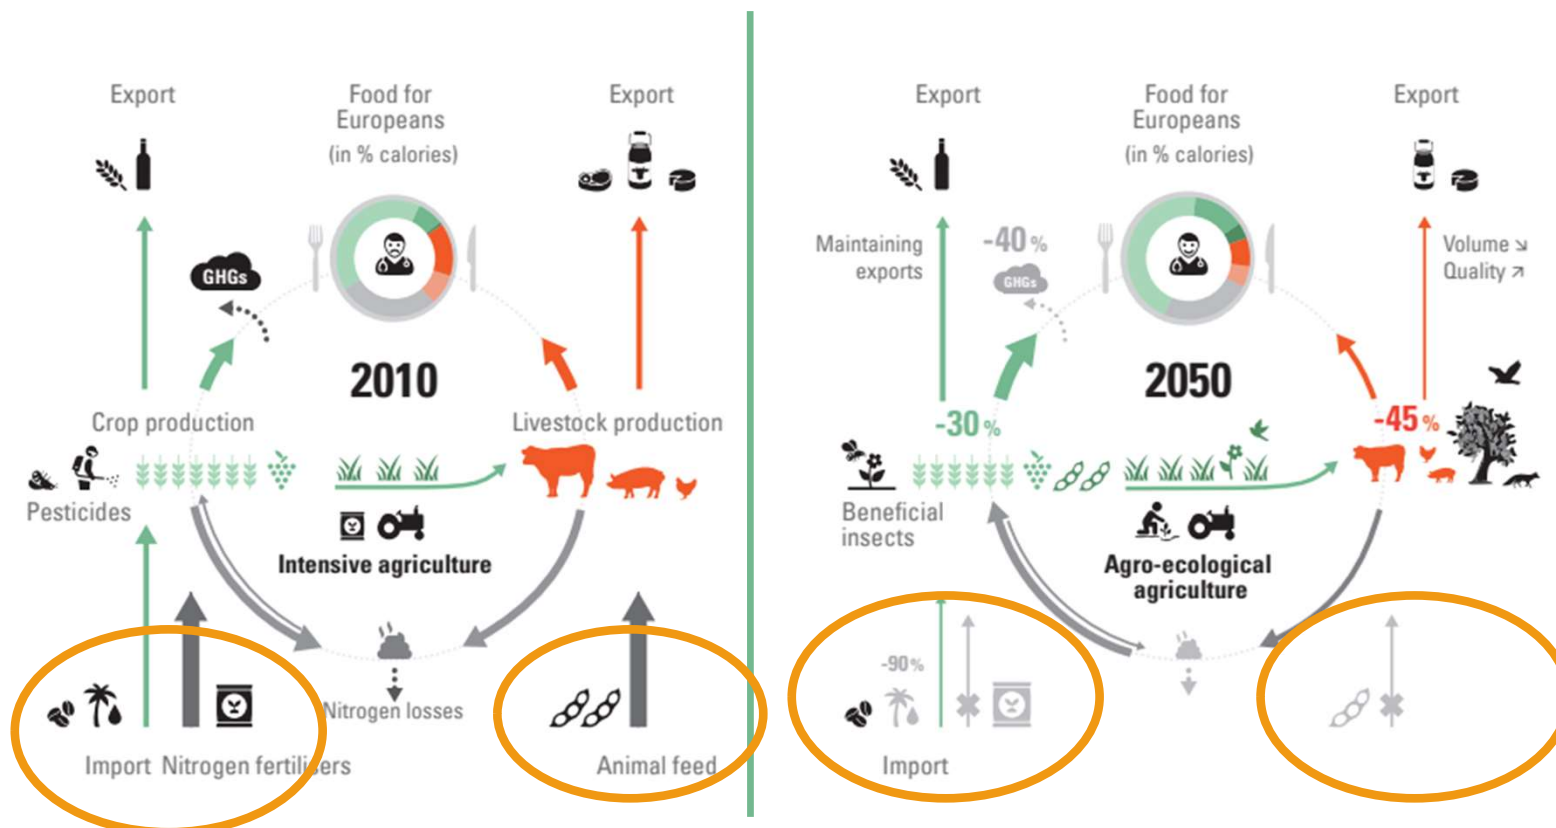 Export
Food for
Europeans
(in % calories)
Export
GHGs
2010
Crop production
Livestock production
Pesticides
Intensive agriculture
Nitrogen losses
Import
Nitrogen fertilisers
Animal feed
Export
Food for
Europeans
(in % calories)
Export
Maintaining
exports
-40 %
GHGs
Volume ↘
Quality ↗
2050
-30 %
-45 %
Beneficial
insects
Agro-ecological
agriculture
-90 %
Import